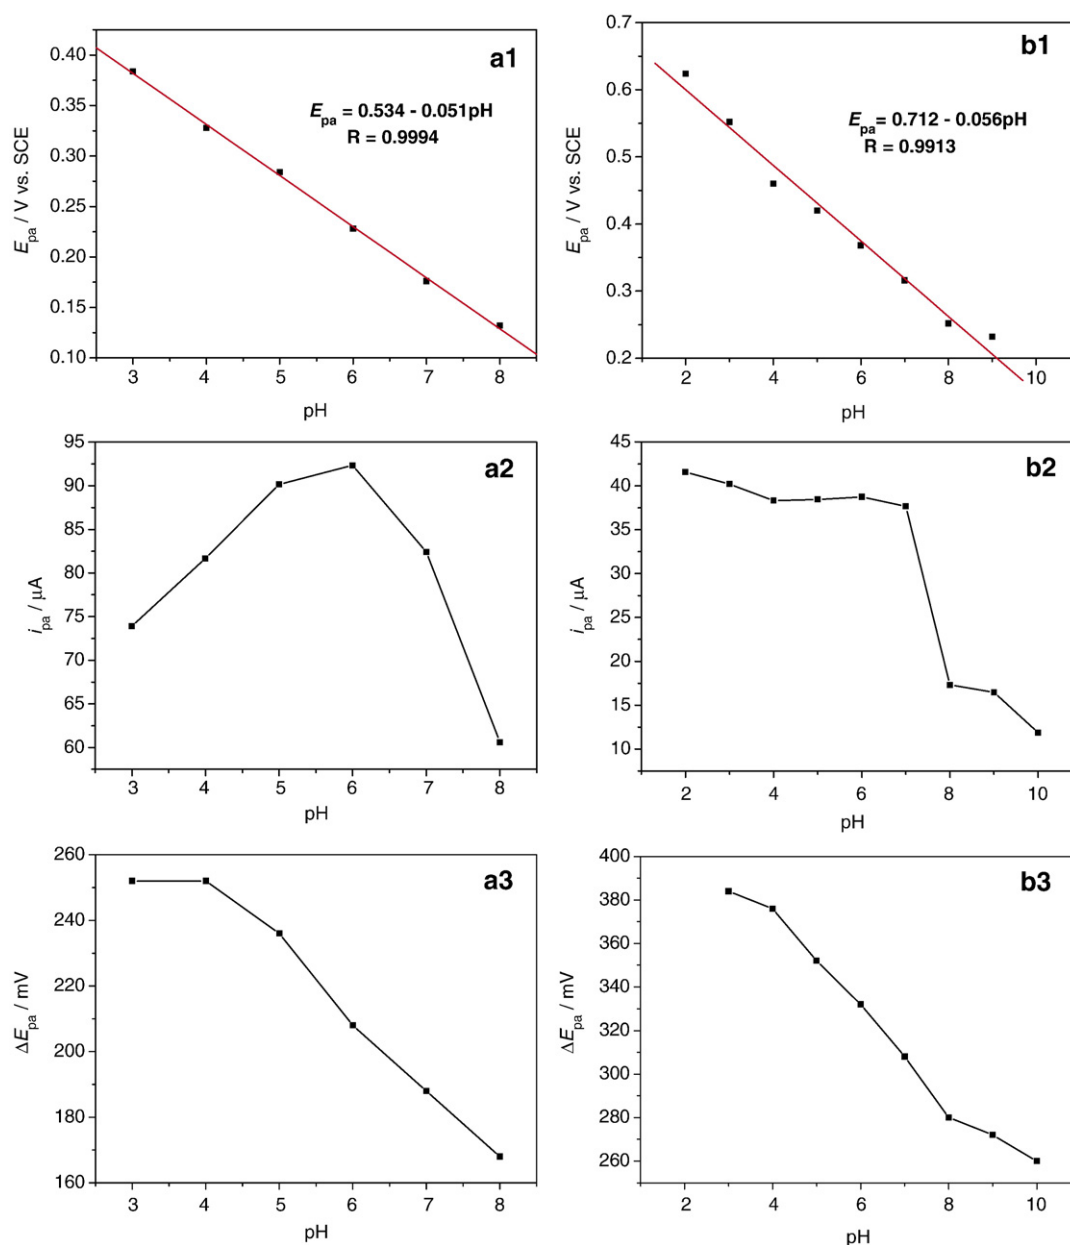 a1
E_pa = 0.534 - 0.051pH
R = 0.9994
E_pa / V vs. SCE
0.40
0.35
0.30
0.25
0.20
0.15
0.10
3 4 5 6 7 8
pH
b1
E_pa= 0.712 - 0.056pH
R = 0.9913
E_pa / V vs. SCE
0.7
0.6
0.5
0.4
0.3
0.2
2 4 6 8 10
pH
a2
i_pa / μA
95
90
85
80
75
70
65
60
3 4 5 6 7 8
pH
b2
i_pa / μA
45
40
35
30
25
20
15
10
2 4 6 8 10
pH
a3
ΔE_pa / mV
260
240
220
200
180
160
3 4 5 6 7 8
pH
b3
ΔE_pa / mV
400
380
360
340
320
300
280
260
2 4 6 8 10
pH